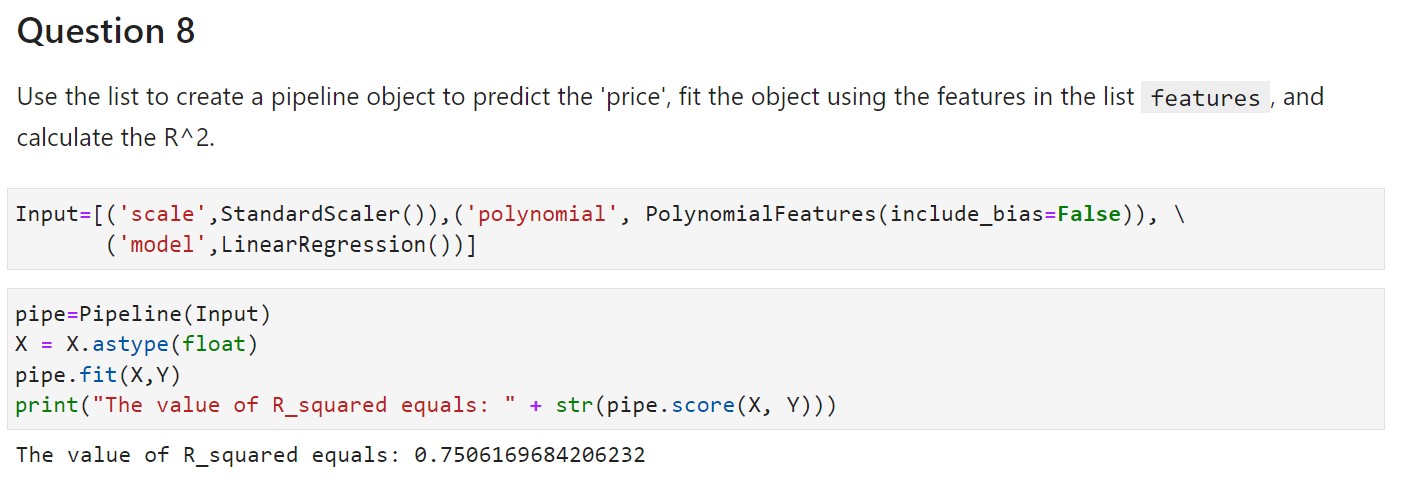 Question 8
Use the list to create a pipeline object to predict the 'price', fit the object using the features in the list features , and
calculate the R^2.
Input=[('scale',StandardScaler()),('polynomial', PolynomialFeatures(include_bias=False)), \
('model',LinearRegression())]
pipe=Pipeline(Input)
X = X.astype(float)
pipe.fit(X,Y)
print("The value of R_squared equals: " + str(pipe.score(X, Y)))
The value of R_squared equals: 0.7506169684206232